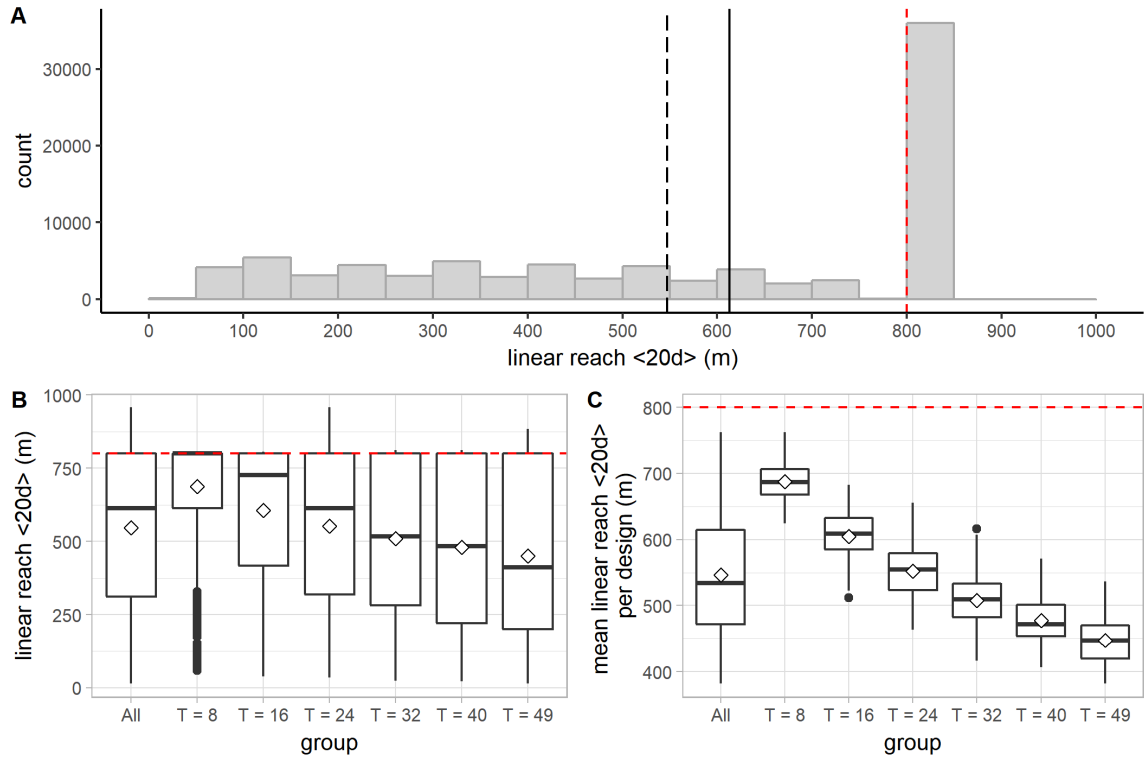 A
count
30000
20000
10000
0
0 100 200 300 400 500 600 700 800 900 1000
linear reach <20d> (m)
B
linear reach <20d> (m)
1000
750
500
250
0
All T = 8 T = 16 T = 24 T = 32 T = 40 T = 49
group
C
mean linear reach <20d>
per design (m)
800
700
600
500
400
All T = 8 T = 16 T = 24 T = 32 T = 40 T = 49
group